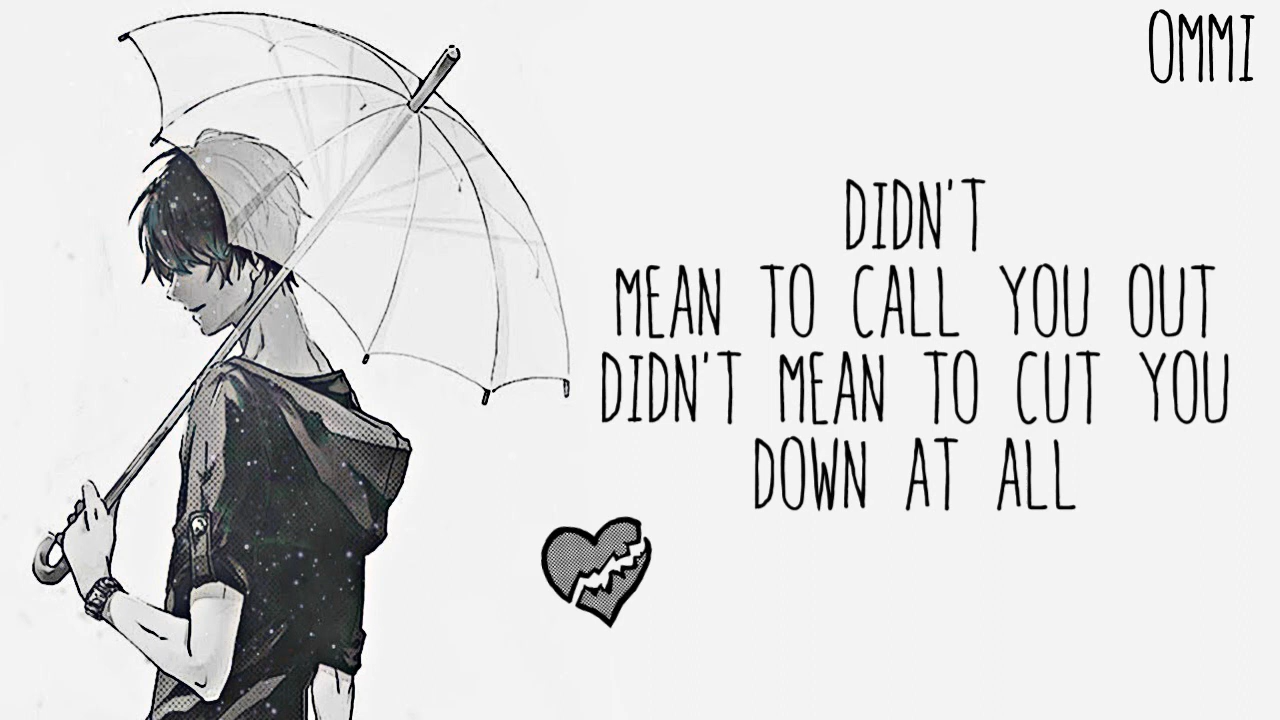 OMMI
DIDN'T
MEAN TO CALL YOU OUT
DIDN'T MEAN TO CUT YOU
DOWN AT ALL